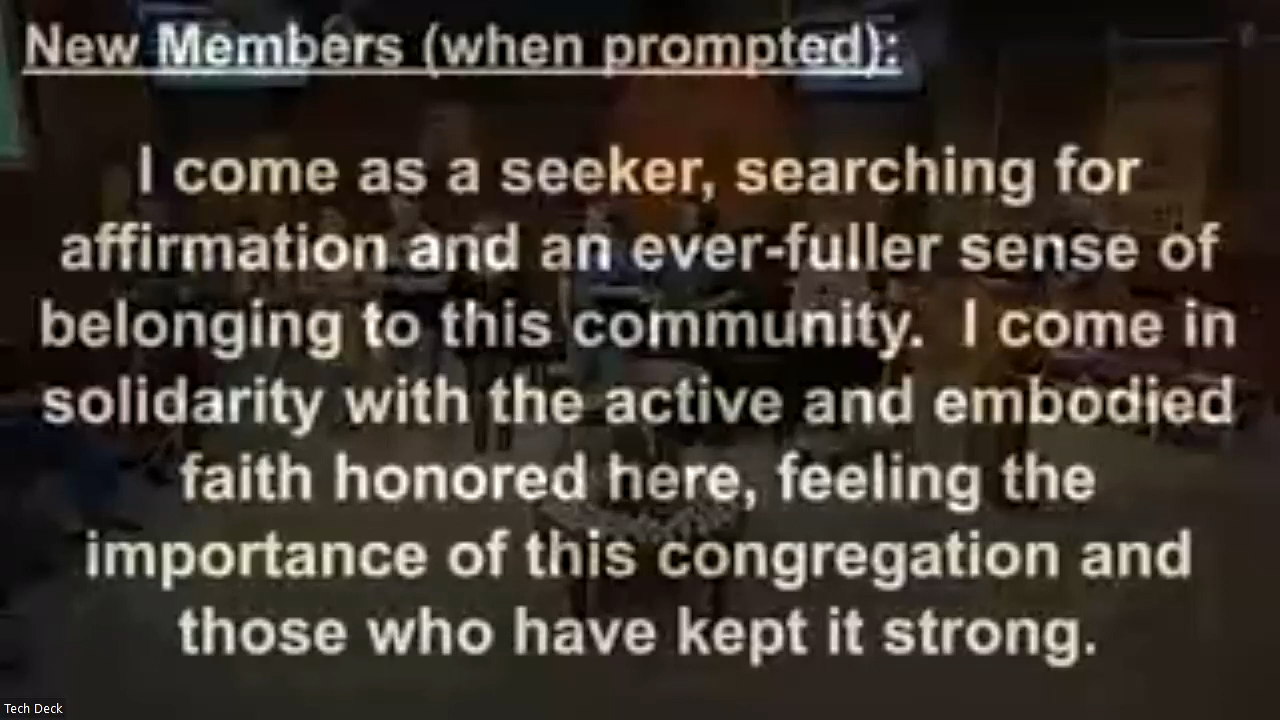 New Members (when prompted):
I come as a seeker, searching for
affirmation and an ever-fuller sense of
belonging to this community.  I come in
solidarity with the active and embodied
faith honored here, feeling the
importance of this congregation and
those who have kept it strong.
Tech Deck